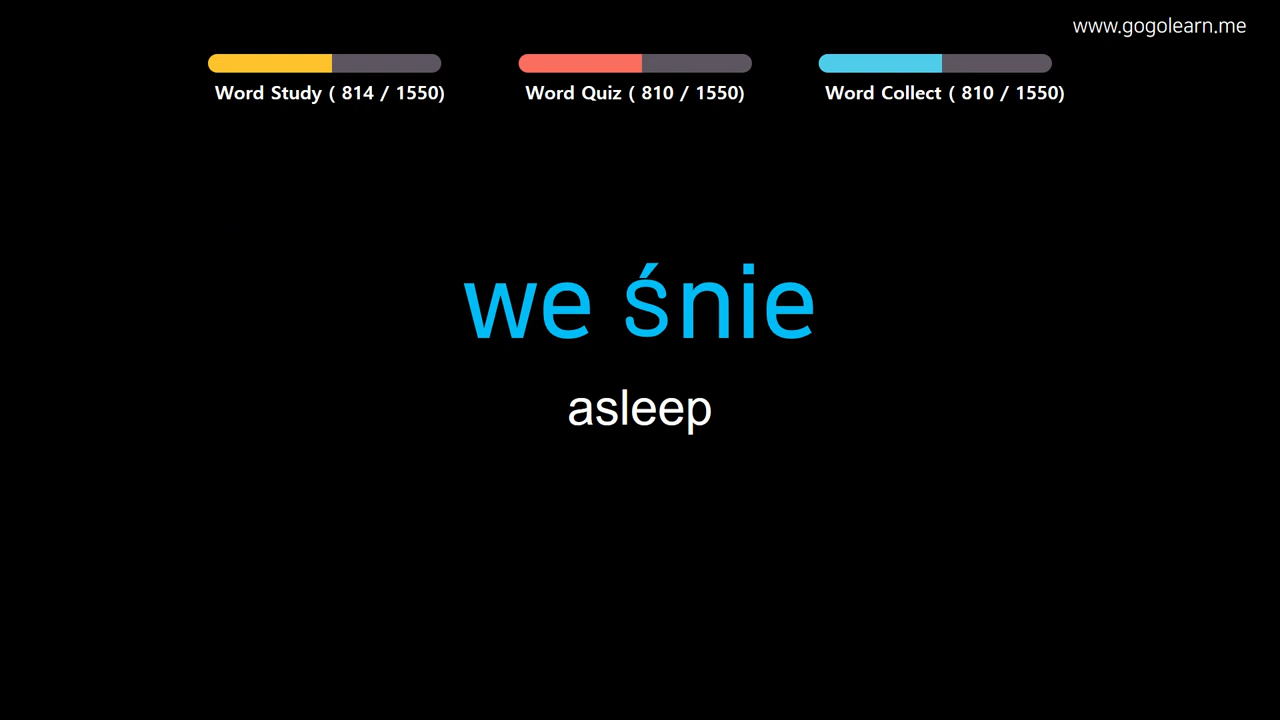 www.gogolearn.me
Word Study ( 814 / 1550)
Word Quiz ( 810 / 1550)
Word Collect ( 810 / 1550)
we śnie
asleep